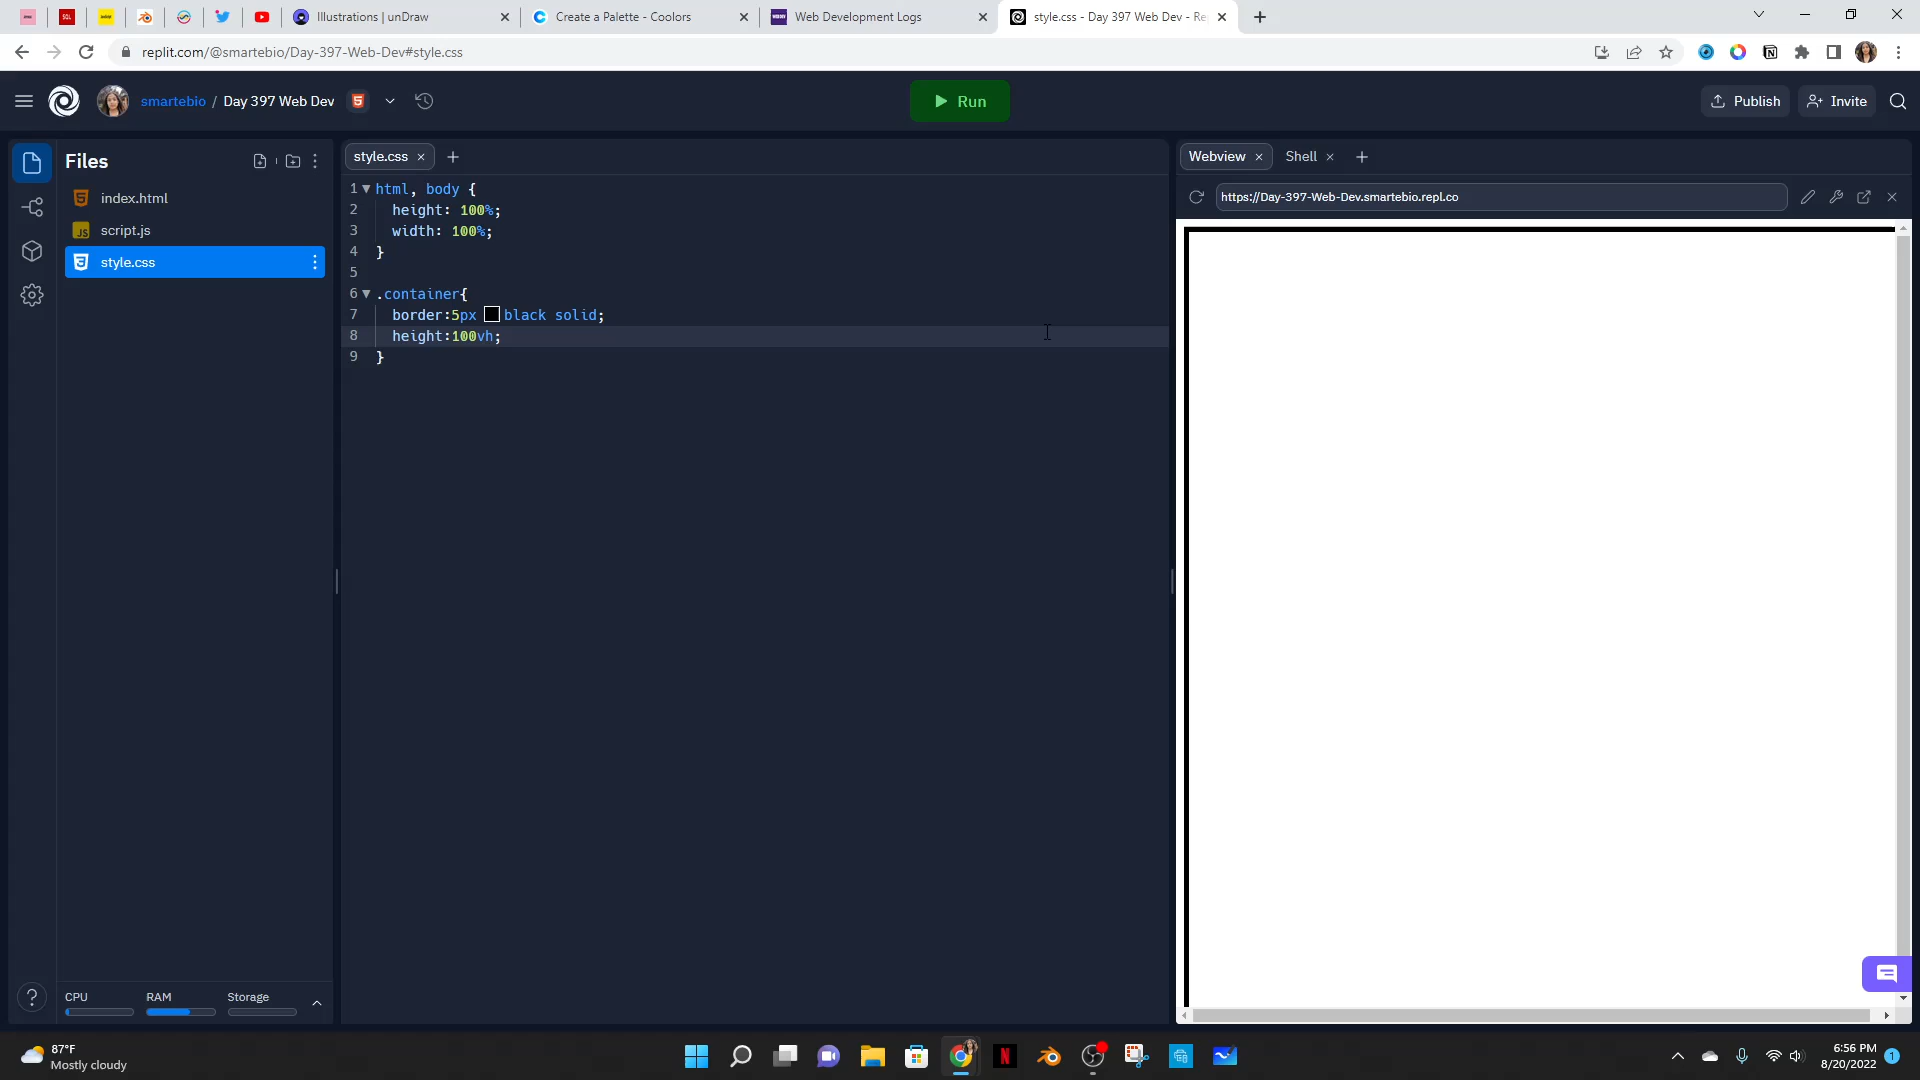 Illustrations | unDraw
Create a Palette - Coolors
Web Development Logs
style.css - Day 397 Web Dev - Re
replit.com/@smartebio/Day-397-Web-Dev#style.css
smartebio / Day 397 Web Dev
Run
Publish
Invite
Files
style.css
Webview
Shell
https://Day-397-Web-Dev.smartebio.repl.co
index.html
script.js
style.css
1 html, body {
2 height: 100%;
3 width: 100%;
4 }
5
6 .container{
7 border:5px black solid;
8 height:100vh;
9 }
CPU
RAM
Storage
87°F
Mostly cloudy
6:56 PM
8/20/2022
1